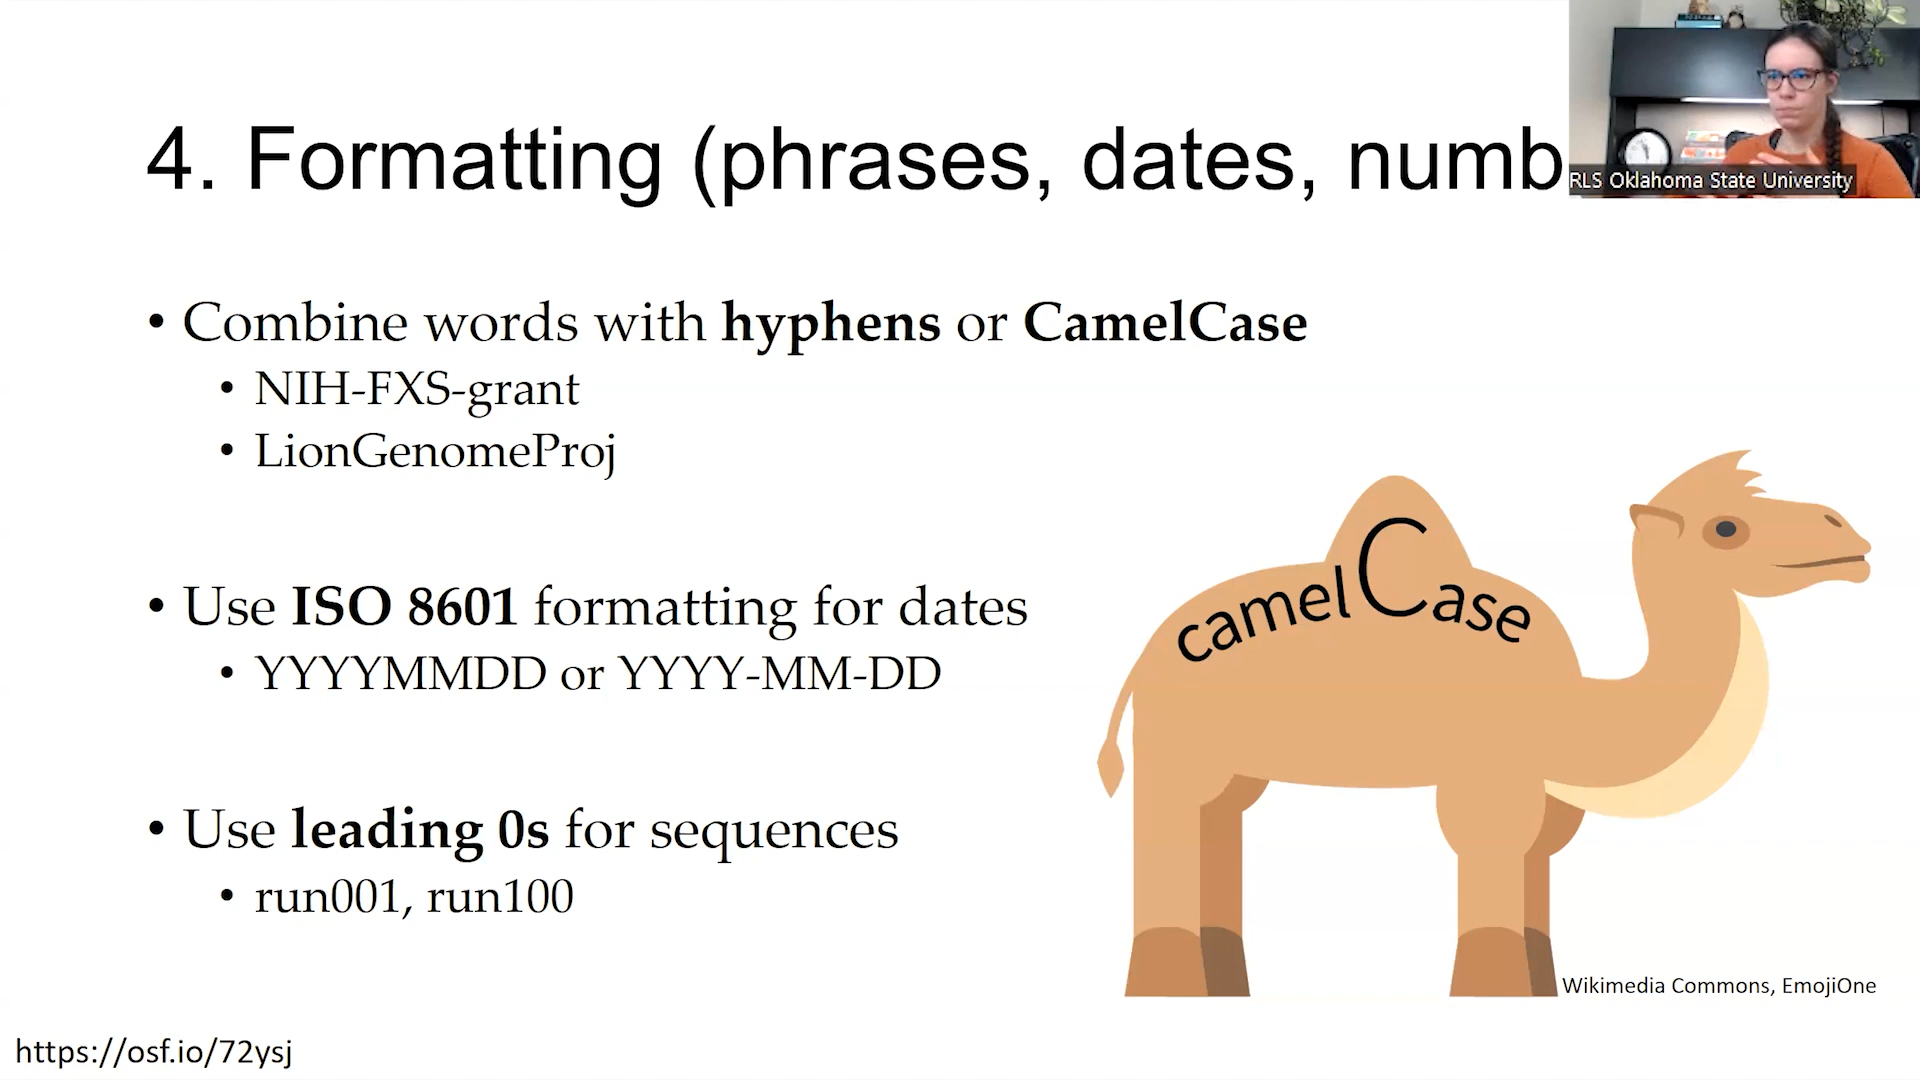 4. Formatting (phrases, dates, numb
RLS Oklahoma State University
• Combine words with hyphens or CamelCase
• NIH-FXS-grant
• LionGenomeProj
• Use ISO 8601 formatting for dates
• YYYYMMDD or YYYY-MM-DD
• Use leading 0s for sequences
• run001, run100
camelCase
Wikimedia Commons, EmojiOne
https://osf.io/72ysj